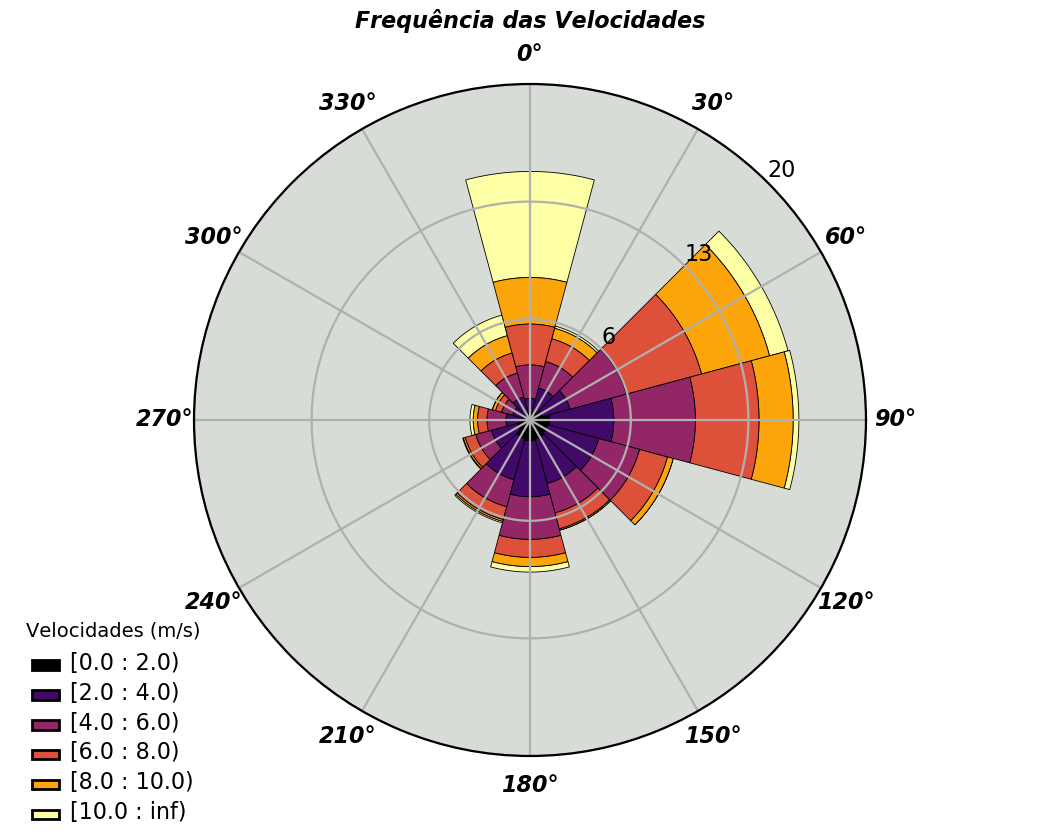 Frequência das Velocidades
0°
330°
30°
20
300°
60°
13
6
270°
90°
240°
120°
210°
150°
180°
Velocidades (m/s)
[0.0 : 2.0)
[2.0 : 4.0)
[4.0 : 6.0)
[6.0 : 8.0)
[8.0 : 10.0)
[10.0 : inf)